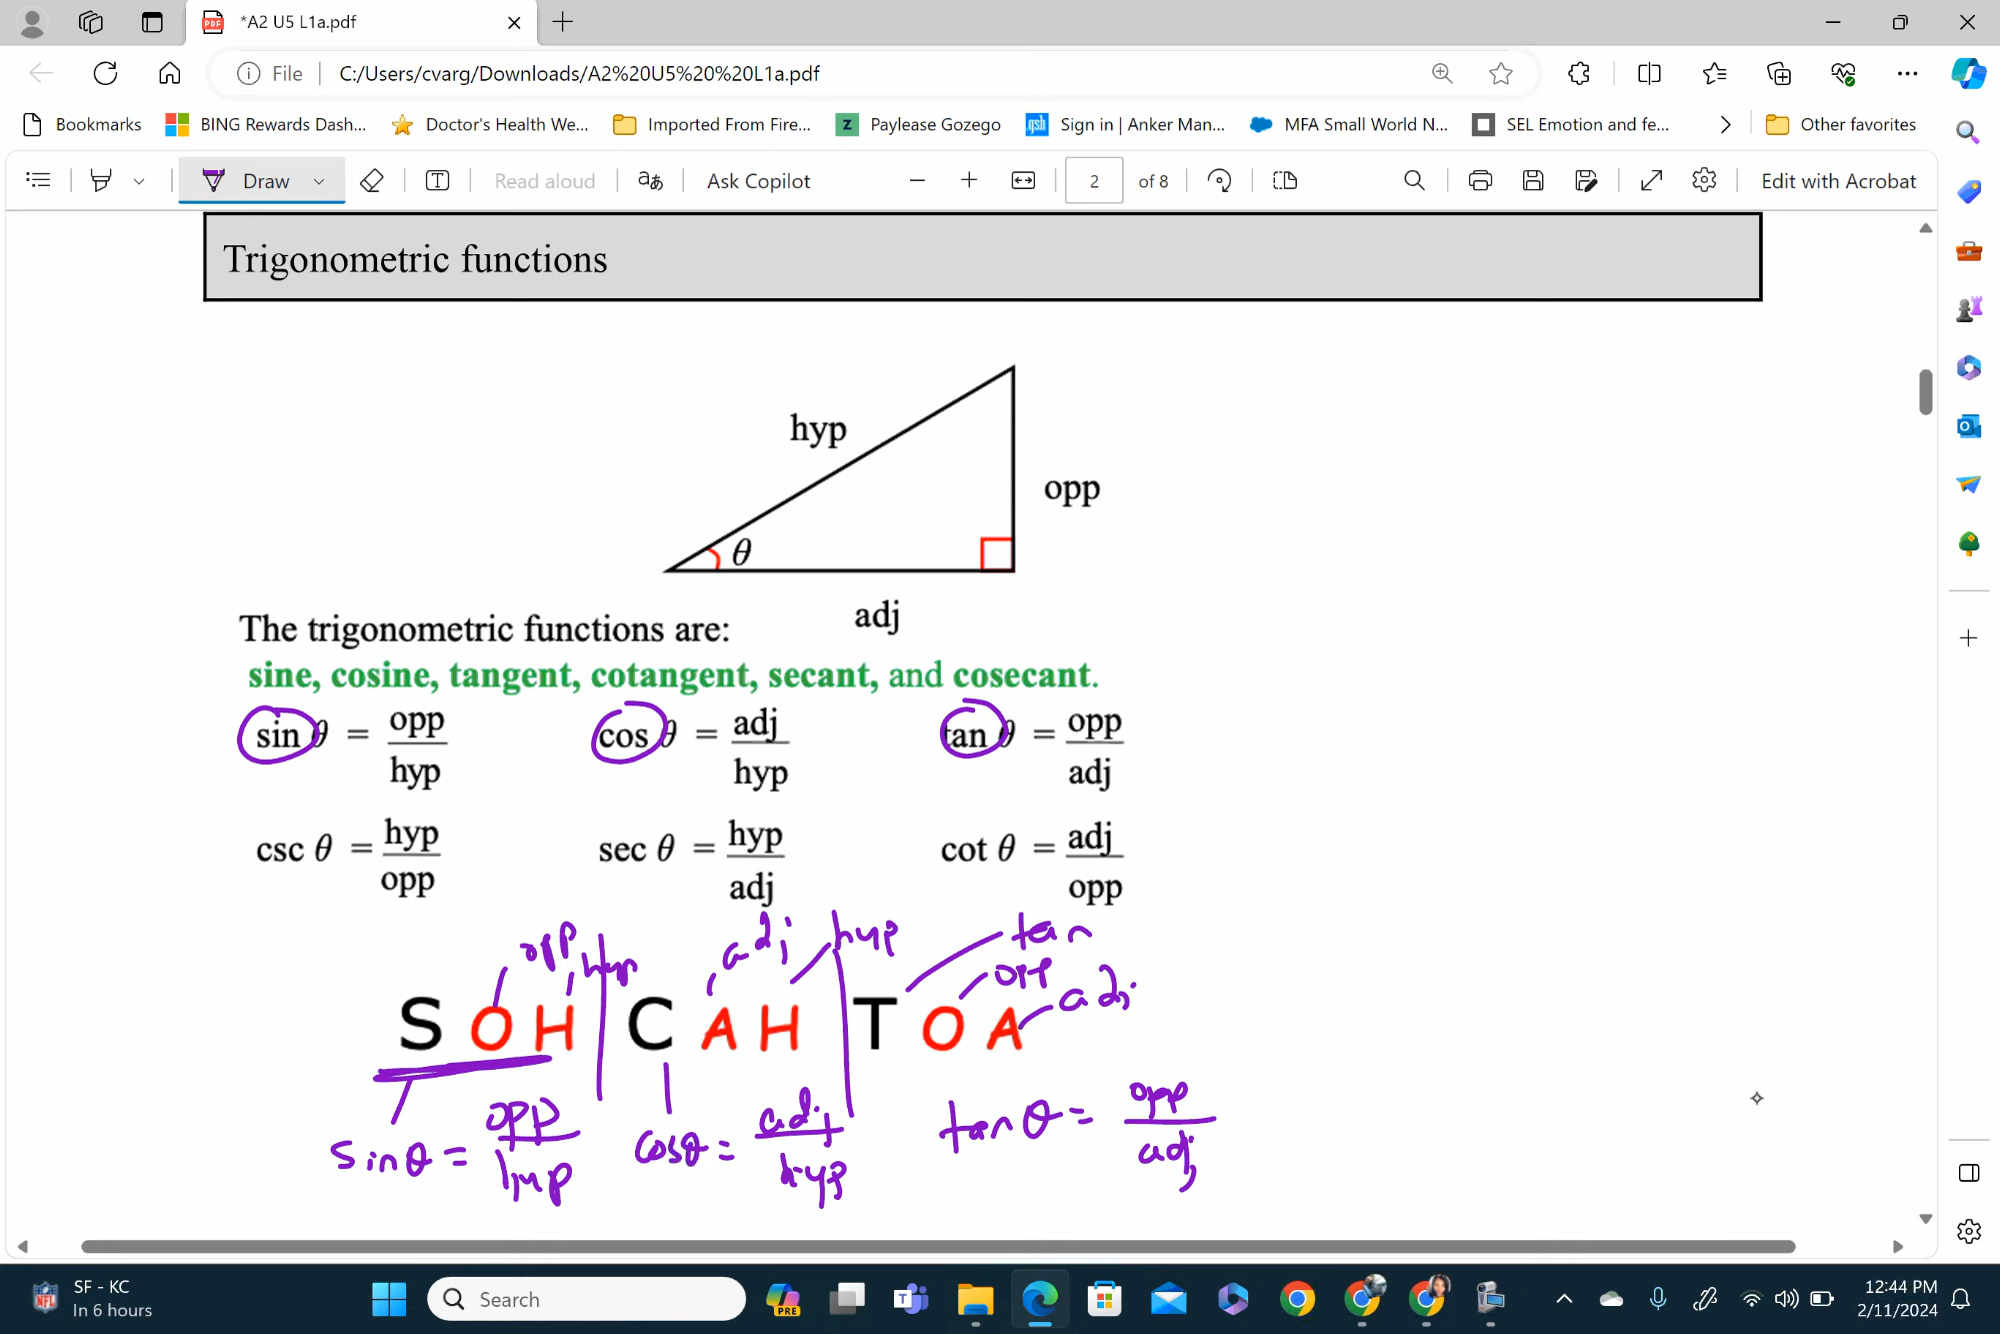 *A2 U5 L1a.pdf
File C:/Users/cvarg/Downloads/A2%20U5%20%20L1a.pdf
Bookmarks BING Rewards Dash... Doctor's Health We... Imported From Fire... Z Paylease Gozego qsh Sign in | Anker Man... MFA Small World N... SEL Emotion and fe... Other favorites
Draw Read aloud Ask Copilot 2 of 8 Edit with Acrobat
Trigonometric functions
hyp
opp
θ
adj
The trigonometric functions are:
sine, cosine, tangent, cotangent, secant, and cosecant.
sin θ = opp/hyp cos θ = adj/hyp tan θ = opp/adj
csc θ = hyp/opp sec θ = hyp/adj cot θ = adj/opp
opp hyp adj hyp tan opp adj
S O H C A H T O A
sin θ = opp/hyp cos θ = adj/hyp tan θ = opp/adj
SF - KC
In 6 hours
Search
PRE
12:44 PM
2/11/2024